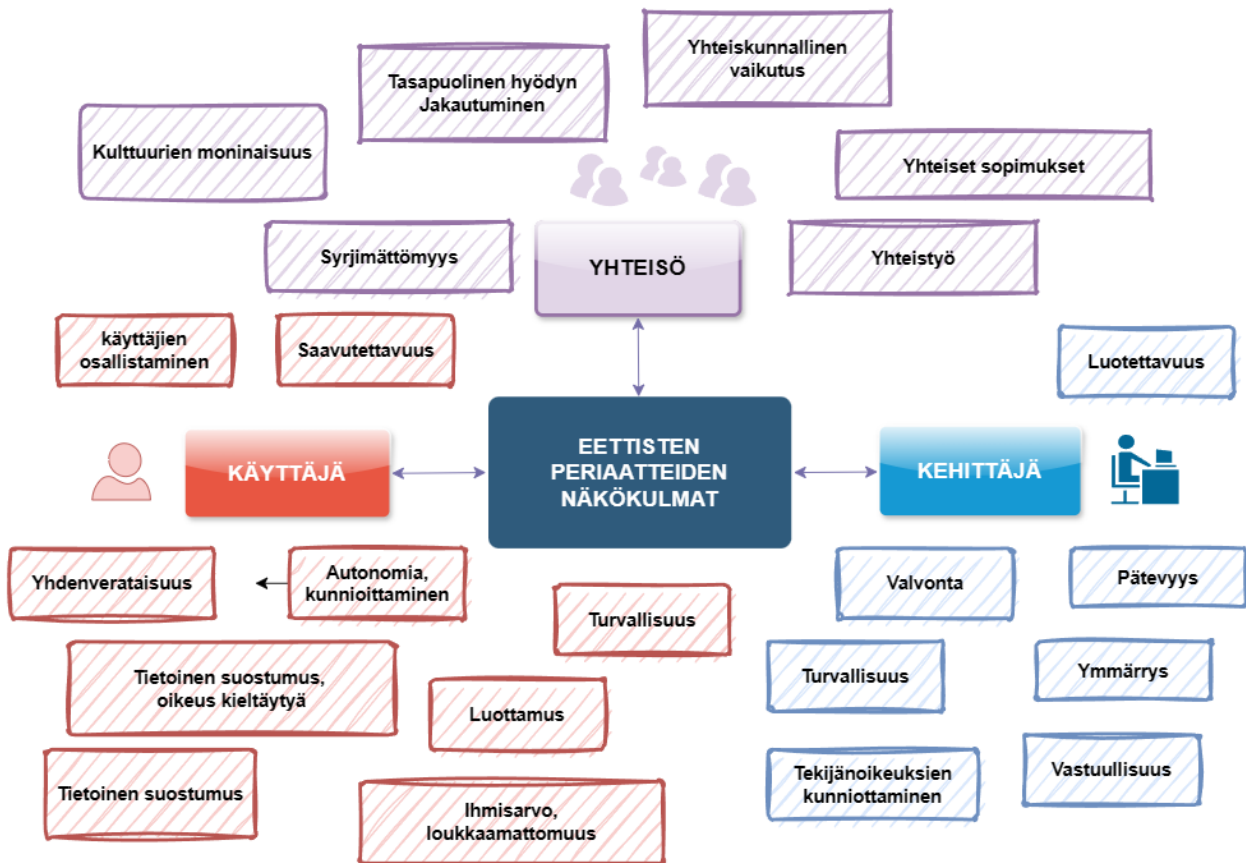 Yhteiskunnallinen
vaikutus
Tasapuolinen hyödyn
Jakautuminen
Kulttuurien moninaisuus
Yhteiset sopimukset
Syrjimättömyys
YHTEISÖ
Yhteistyö
käyttäjien
osallistaminen
Saavutettavuus
Luotettavuus
KÄYTTÄJÄ
EETTISTEN
PERIAATTEIDEN
NÄKÖKULMAT
KEHITTÄJÄ
Yhdenverataisuus
Autonomia,
kunnioittaminen
Turvallisuus
Valvonta
Pätevyys
Tietoinen suostumus,
oikeus kieltäytyä
Luottamus
Turvallisuus
Ymmärrys
Tietoinen suostumus
Ihmisarvo,
loukkaamattomuus
Tekijänoikeuksien
kunniottaminen
Vastuullisuus